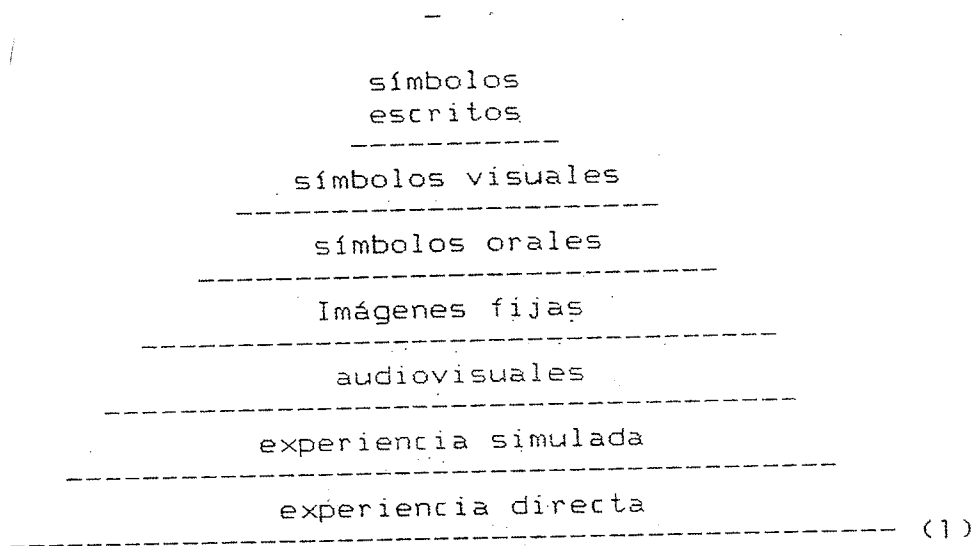 símbolos
escritos
símbolos visuales
símbolos orales
Imágenes fijas
audiovisuales
experiencia simulada
experiencia directa
(1)